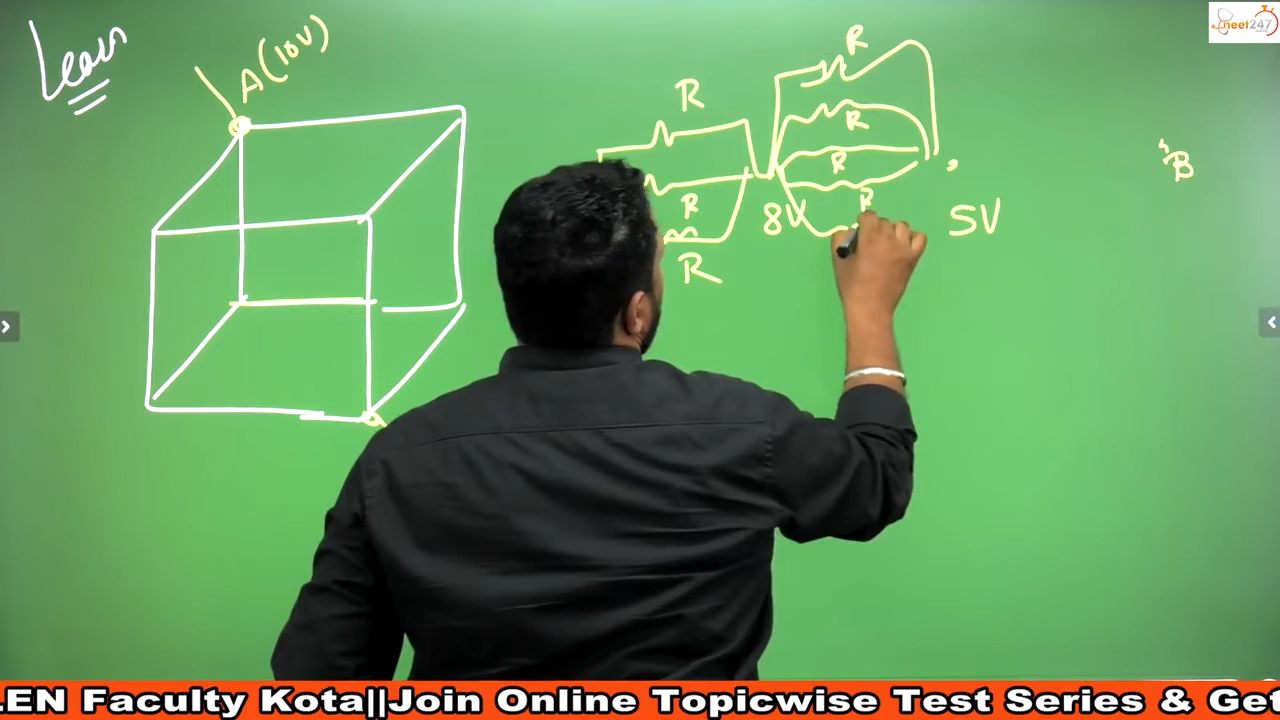 Learn
A(10V)
R
R
R
R
R
R
R
8V
5V
B
neet247
LEN Faculty Kota||Join Online Topicwise Test Series & Get